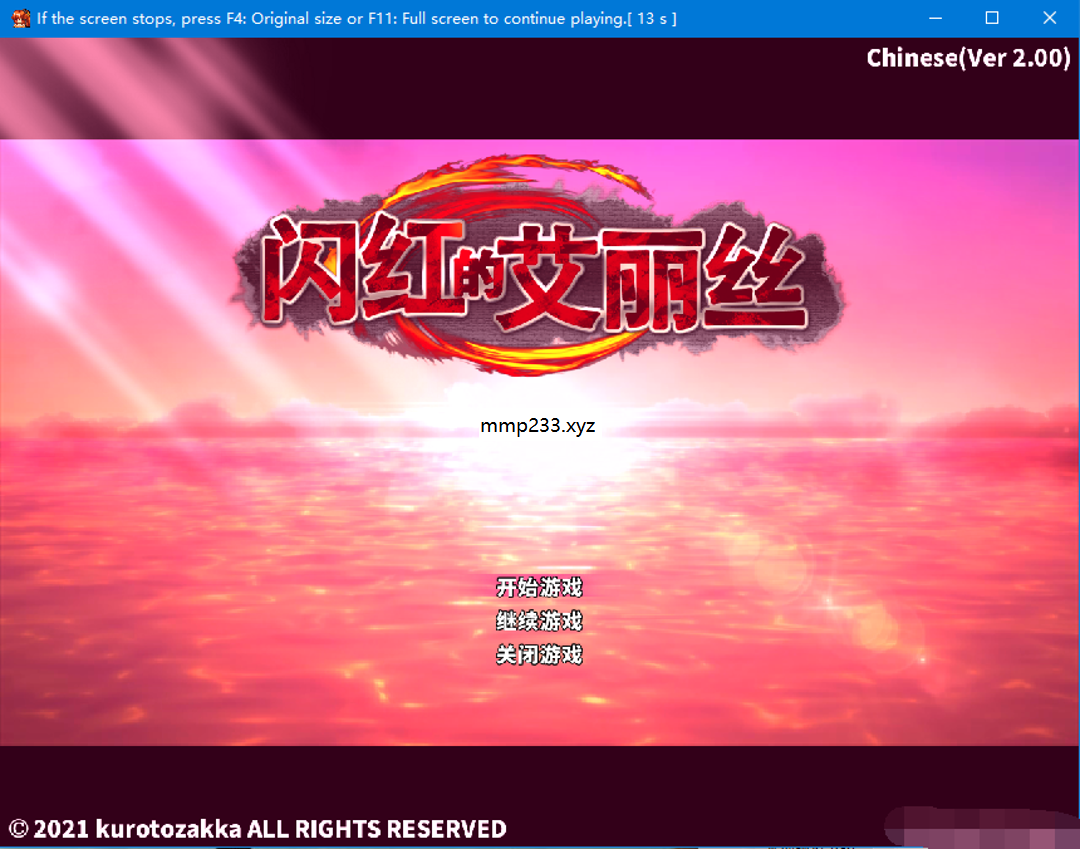 If the screen stops, press F4: Original size or F11: Full screen to continue playing.[ 13 s ]
Chinese(Ver 2.00)
闪红的艾丽丝
mmp233.xyz
开始游戏
继续游戏
关闭游戏
© 2021 kurotozakka ALL RIGHTS RESERVED